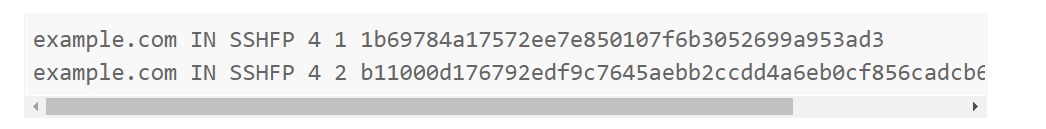 example.com IN SSHFP 4 1 1b69784a17572ee7e850107f6b3052699a953ad3
example.com IN SSHFP 4 2 b11000d176792edf9c7645aebb2ccdd4a6eb0cf856cadcb6